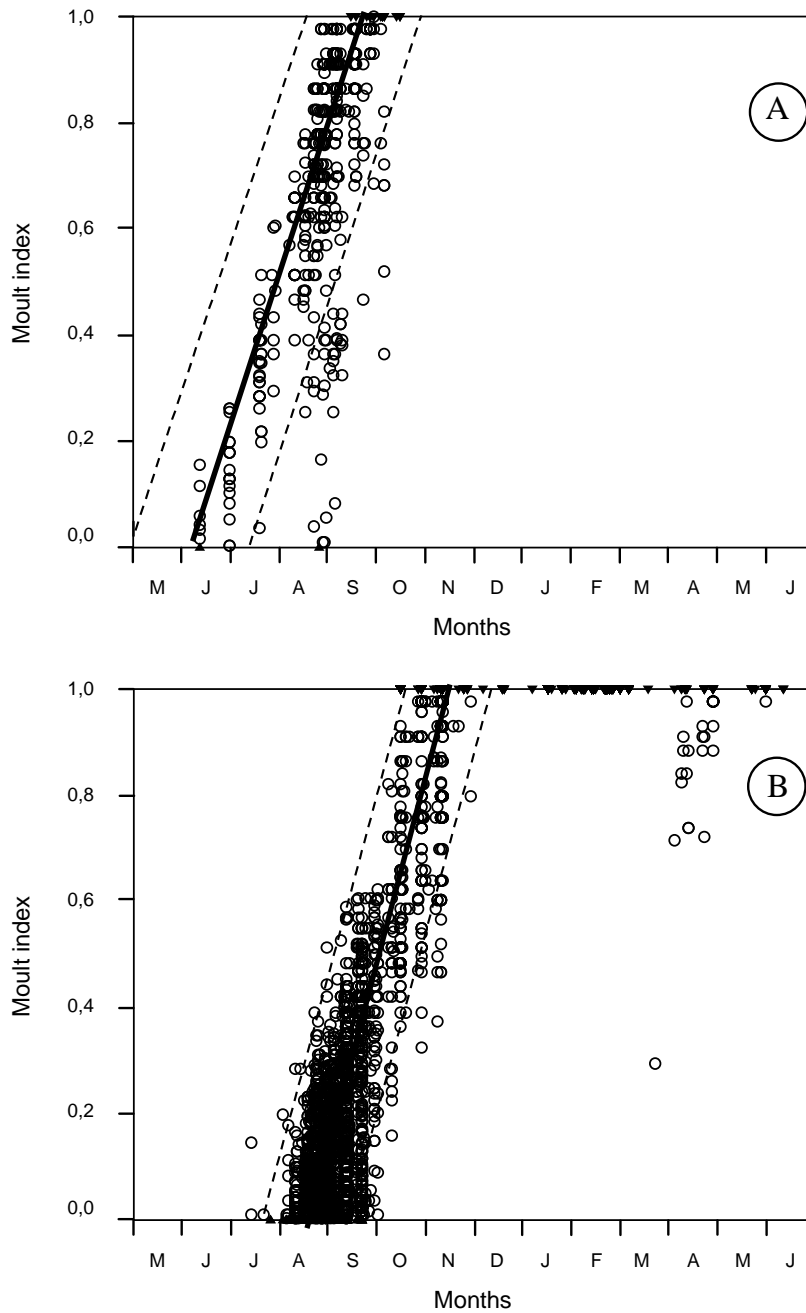 1,0
0,8
0,6
0,4
0,2
0,0
Moult index
A
M J J A S O N D J F M A M J
Months
1,0
0,8
0,6
0,4
0,2
0,0
Moult index
B
M J J A S O N D J F M A M J
Months